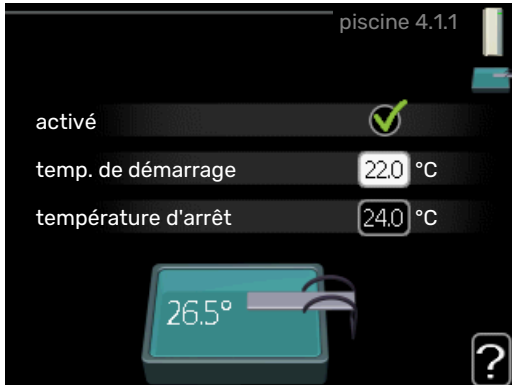 piscine 4.1.1
activé
temp. de démarrage 22.0 °C
température d'arrêt 24.0 °C
26.5°
?